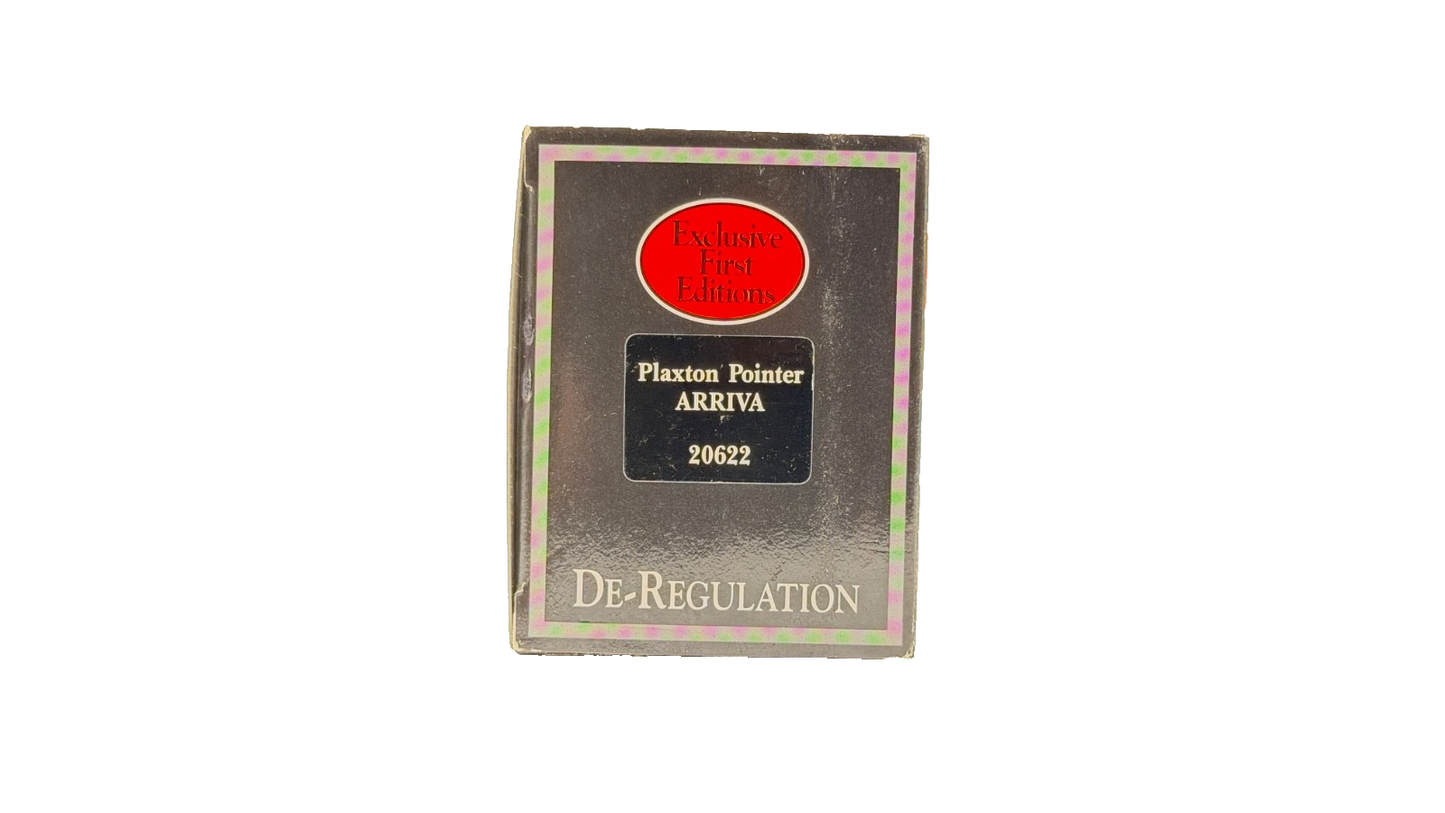 Exclusive
First
Editions
Plaxton Pointer
ARRIVA
20622
DE-REGULATION